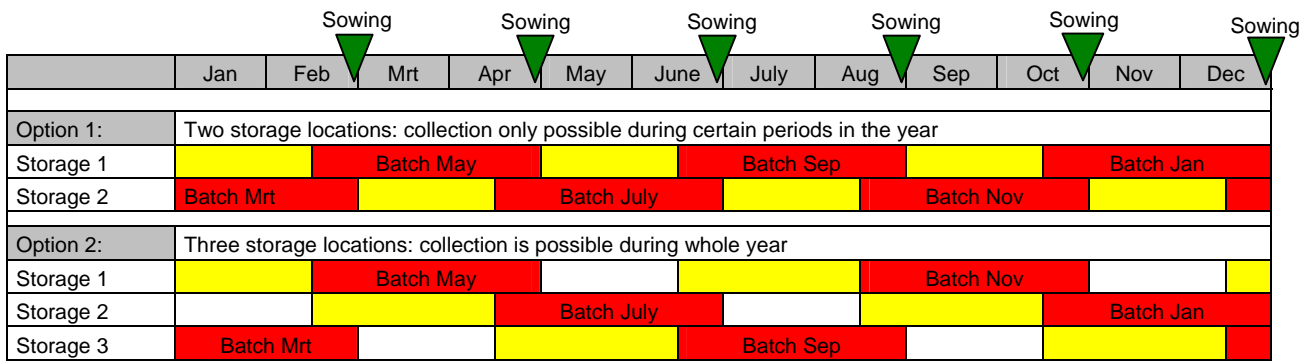 Sowing Sowing Sowing Sowing Sowing Sowing
Jan Feb Mrt Apr May June July Aug Sep Oct Nov Dec
Option 1: Two storage locations: collection only possible during certain periods in the year
Storage 1 Batch May Batch Sep Batch Jan
Storage 2 Batch Mrt Batch July Batch Nov
Option 2: Three storage locations: collection is possible during whole year
Storage 1 Batch May Batch Nov
Storage 2 Batch July Batch Jan
Storage 3 Batch Mrt Batch Sep